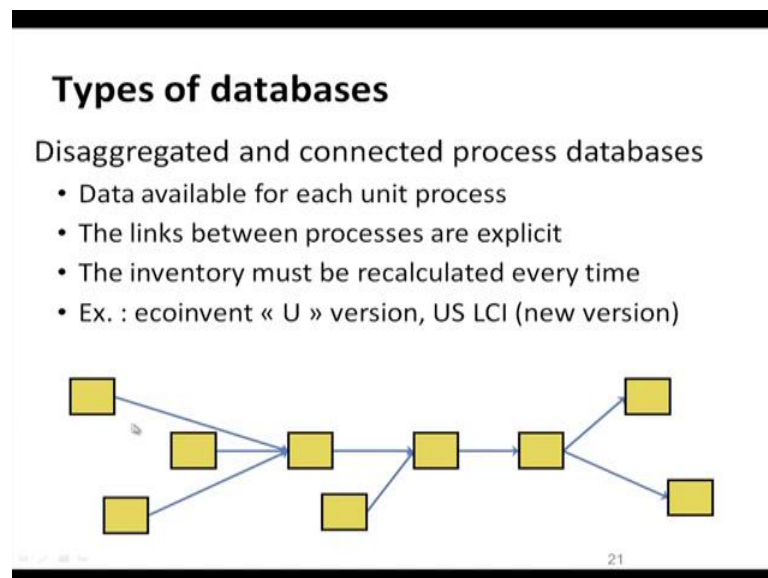 Types of databases
Disaggregated and connected process databases
• Data available for each unit process
• The links between processes are explicit
• The inventory must be recalculated every time
• Ex. : ecoinvent « U » version, US LCI (new version)
21